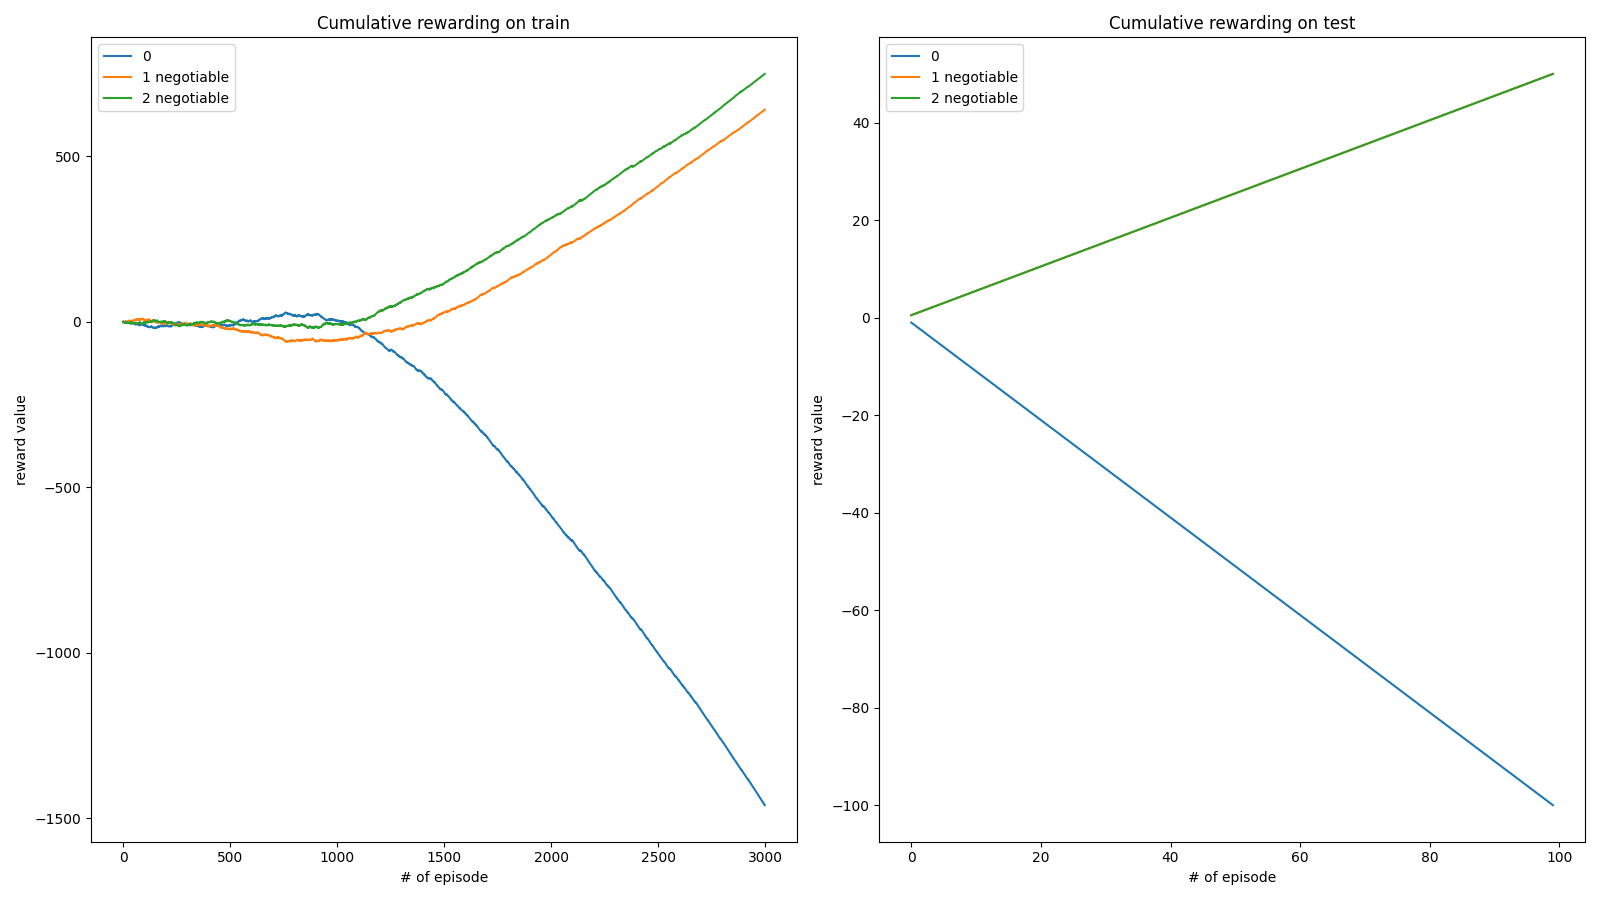 Cumulative rewarding on train
0
1 negotiable
2 negotiable
reward value
500
0
−500
−1000
−1500
0 500 1000 1500 2000 2500 3000
# of episode
Cumulative rewarding on test
0
1 negotiable
2 negotiable
reward value
40
20
0
−20
−40
−60
−80
−100
0 20 40 60 80 100
# of episode